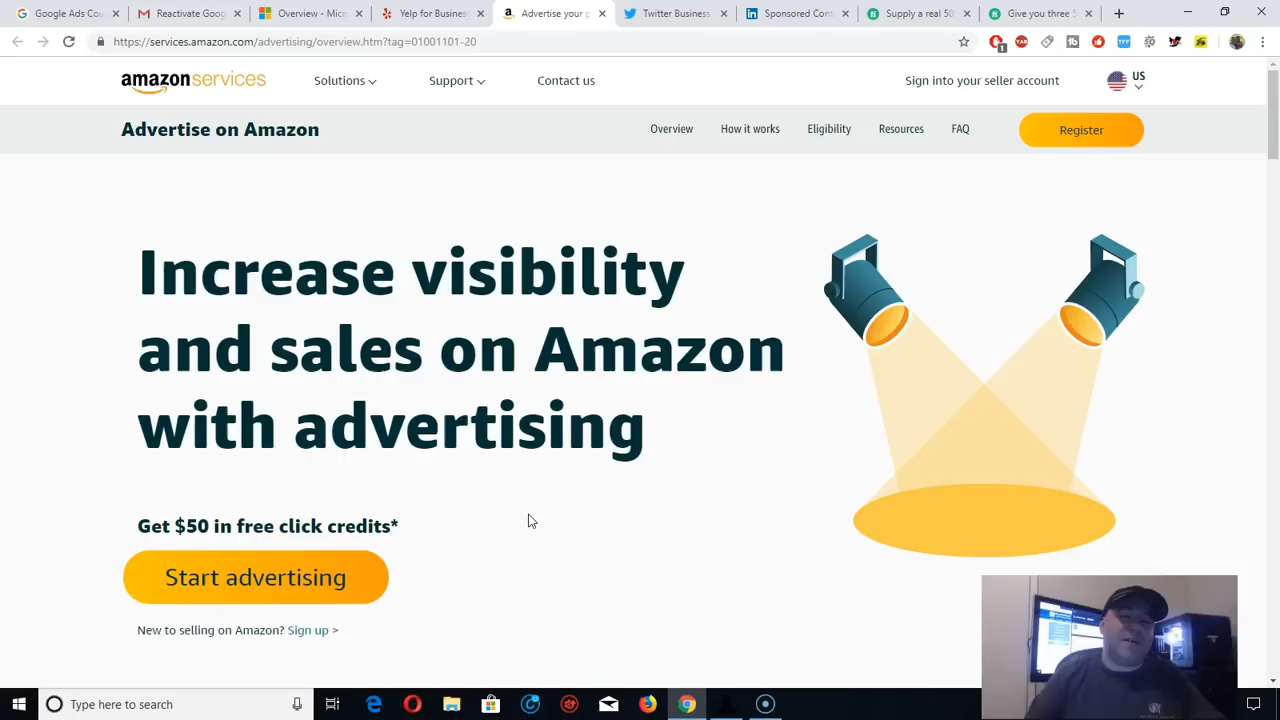 Google Ads Cou
Reactivate Goog
Overview - Micr
Yelp for Busines
Advertise your p
Twitter Business
Sponsored Cont
Supply a real 50
Give you three 5
https://services.amazon.com/advertising/overview.htm?tag=01001101-20
amazonservices
Solutions
Support
Contact us
Sign into your seller account
US
Advertise on Amazon
Overview
How it works
Eligibility
Resources
FAQ
Register
Increase visibility
and sales on Amazon
with advertising
Get $50 in free click credits*
Start advertising
New to selling on Amazon? Sign up >
Type here to search